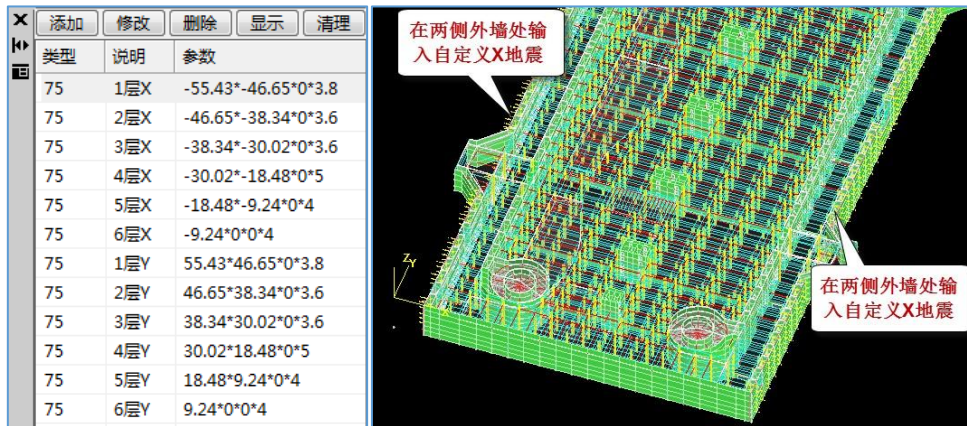 添加 修改 删除 显示 清理
类型 说明 参数
75 1层X -55.43*-46.65*0*3.8
75 2层X -46.65*-38.34*0*3.6
75 3层X -38.34*-30.02*0*3.6
75 4层X -30.02*-18.48*0*5
75 5层X -18.48*-9.24*0*4
75 6层X -9.24*0*0*4
75 1层Y 55.43*46.65*0*3.8
75 2层Y 46.65*38.34*0*3.6
75 3层Y 38.34*30.02*0*3.6
75 4层Y 30.02*18.48*0*5
75 5层Y 18.48*9.24*0*4
75 6层Y 9.24*0*0*4
在两侧外墙处输
入自定义X地震
Z
Y
在两侧外墙处输
入自定义X地震